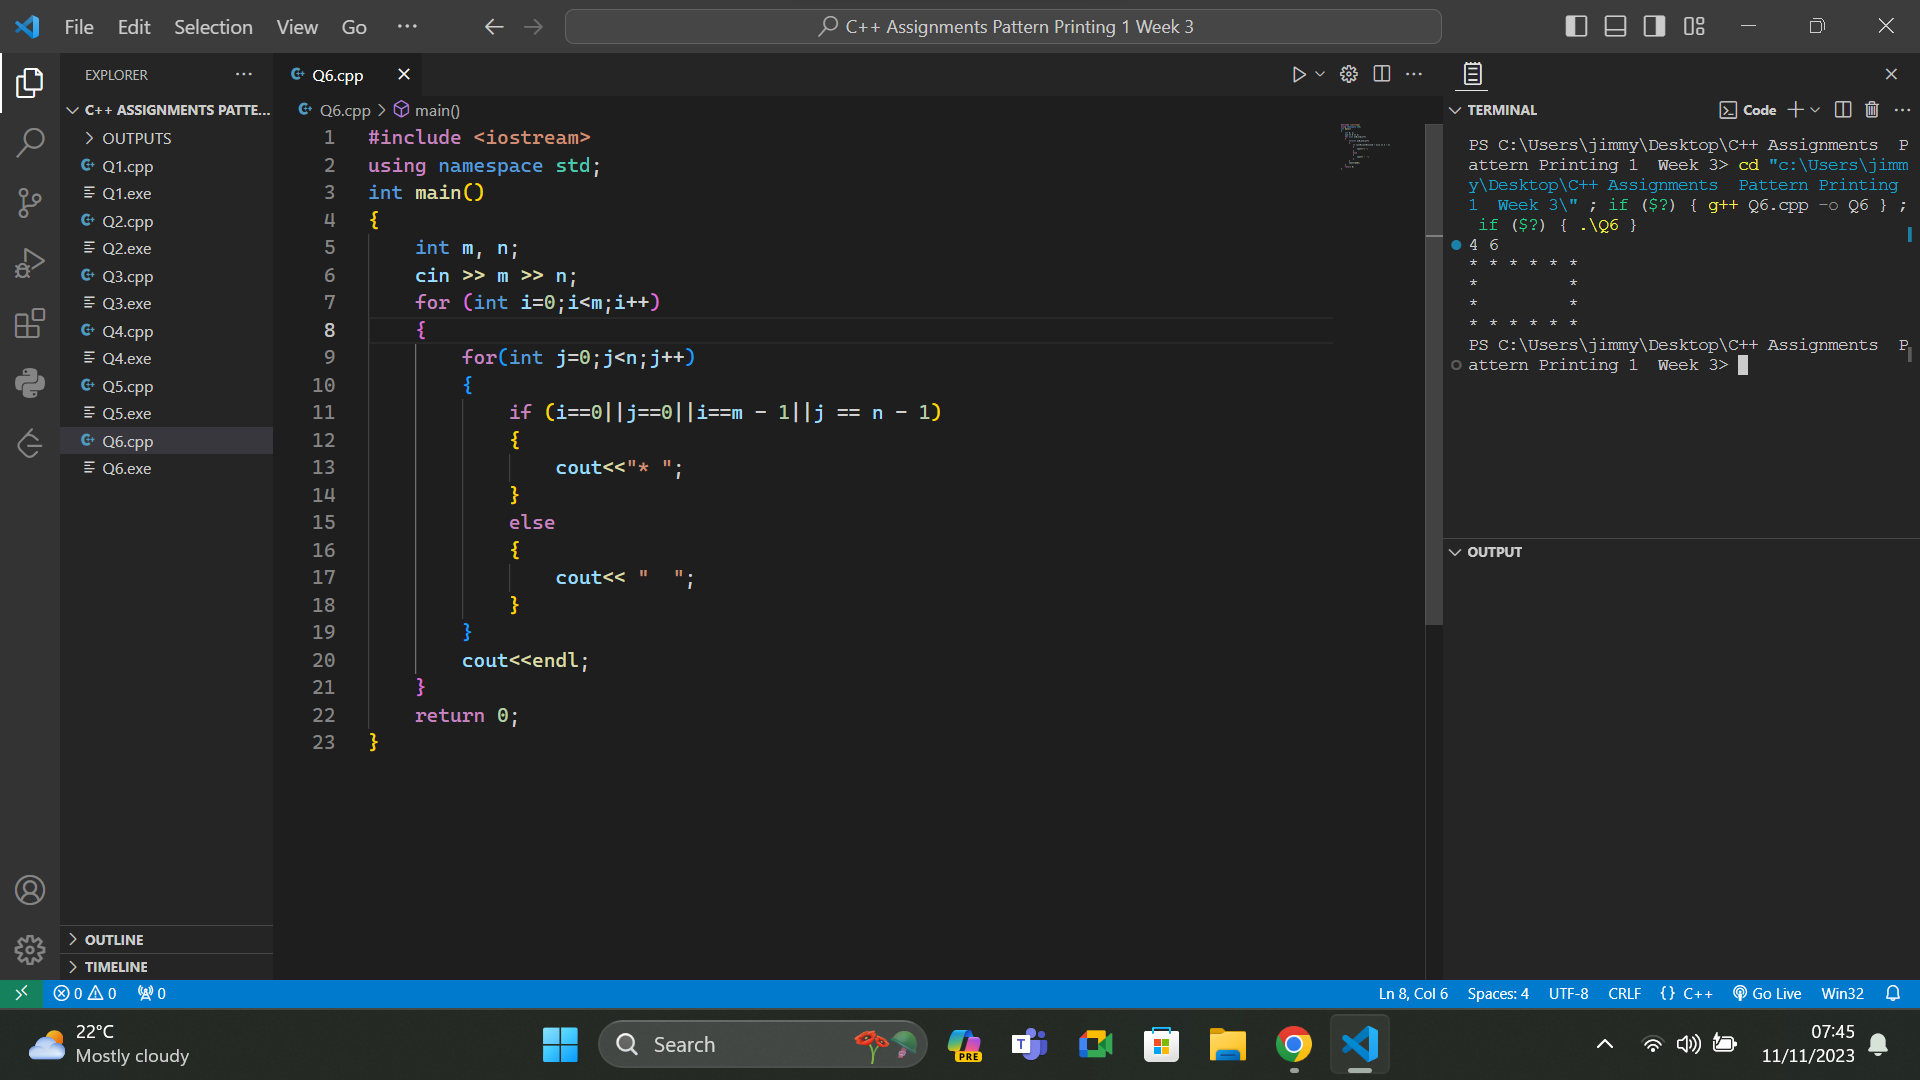 File Edit Selection View Go ··· C++ Assignments Pattern Printing 1 Week 3
EXPLORER ···
C++ ASSIGNMENTS PATTE...
OUTPUTS
Q1.cpp
Q1.exe
Q2.cpp
Q2.exe
Q3.cpp
Q3.exe
Q4.cpp
Q4.exe
Q5.cpp
Q5.exe
Q6.cpp
Q6.exe
OUTLINE
TIMELINE
Q6.cpp
Q6.cpp > main()
1 #include <iostream>
2 using namespace std;
3 int main()
4 {
5 int m, n;
6 cin >> m >> n;
7 for (int i=0;i<m;i++)
8 {
9 for(int j=0;j<n;j++)
10 {
11 if (i==0||j==0||i==m - 1||j == n - 1)
12 {
13 cout<<"* ";
14 }
15 else
16 {
17 cout<< "  ";
18 }
19 }
20 cout<<endl;
21 }
22 return 0;
23 }
TERMINAL Code
PS C:\Users\jimmy\Desktop\C++ Assignments  P
attern Printing 1  Week 3> cd "c:\Users\jimm
y\Desktop\C++ Assignments  Pattern Printing
1  Week 3\" ; if ($?) { g++ Q6.cpp -o Q6 } ;
if ($?) { .\Q6 }
4 6
* * * * * *
*         *
*         *
* * * * * *
PS C:\Users\jimmy\Desktop\C++ Assignments  P
attern Printing 1  Week 3>
OUTPUT
0 0 0 Ln 8, Col 6 Spaces: 4 UTF-8 CRLF {} C++ Go Live Win32
22°C
Mostly cloudy
Search
PRE
T
07:45
11/11/2023